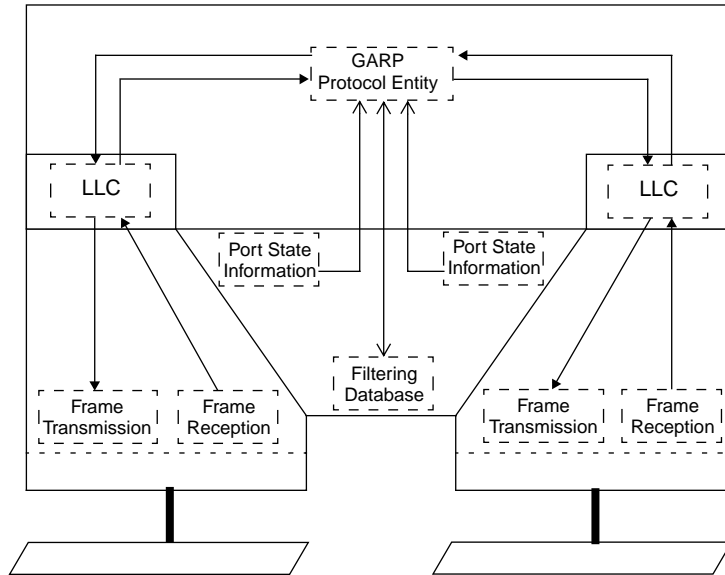 GARP
Protocol Entity
LLC
LLC
Port State
Information
Port State
Information
Filtering
Database
Frame
Transmission
Frame
Reception
Frame
Transmission
Frame
Reception